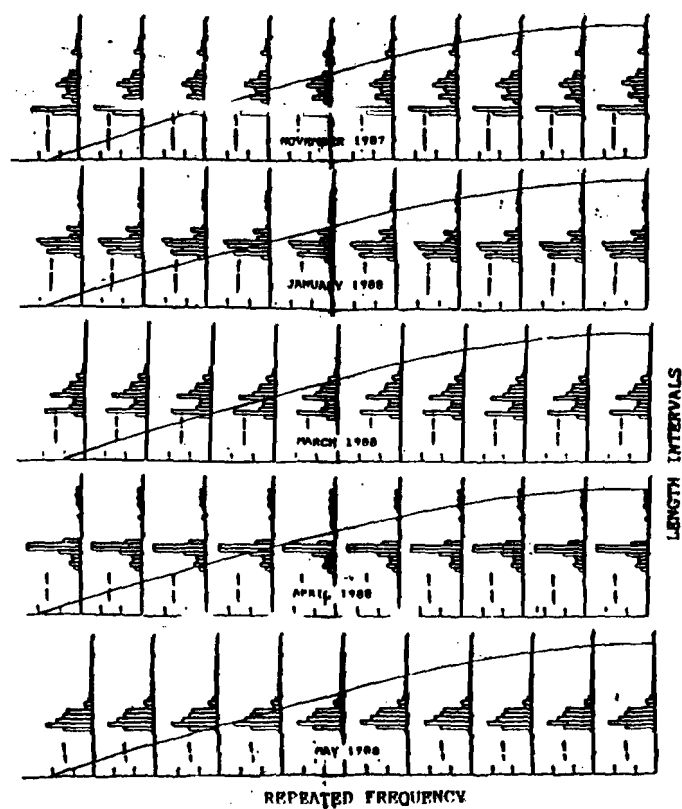 NOVEMBER 1987
JANUARY 1988
MARCH 1988
APRIL 1988
MAY 1988
LENGTH INTERVALS
REPEATED FREQUENCY